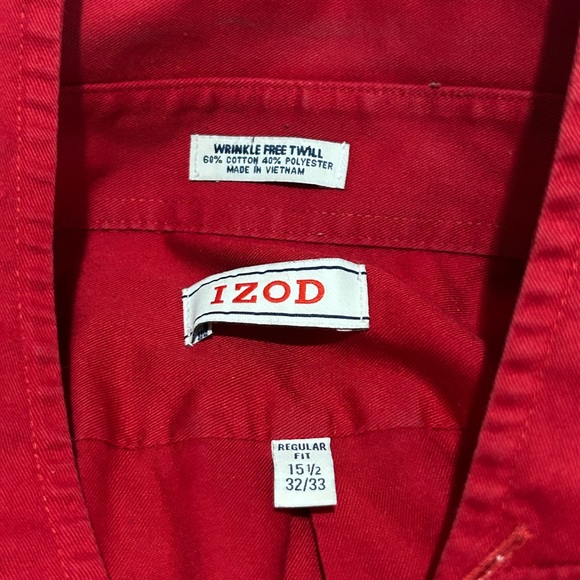 WRINKLE FREE TWILL
60% COTTON 40% POLYESTER
MADE IN VIETNAM
IZOD
REGULAR
FIT
15 1/2
32/33